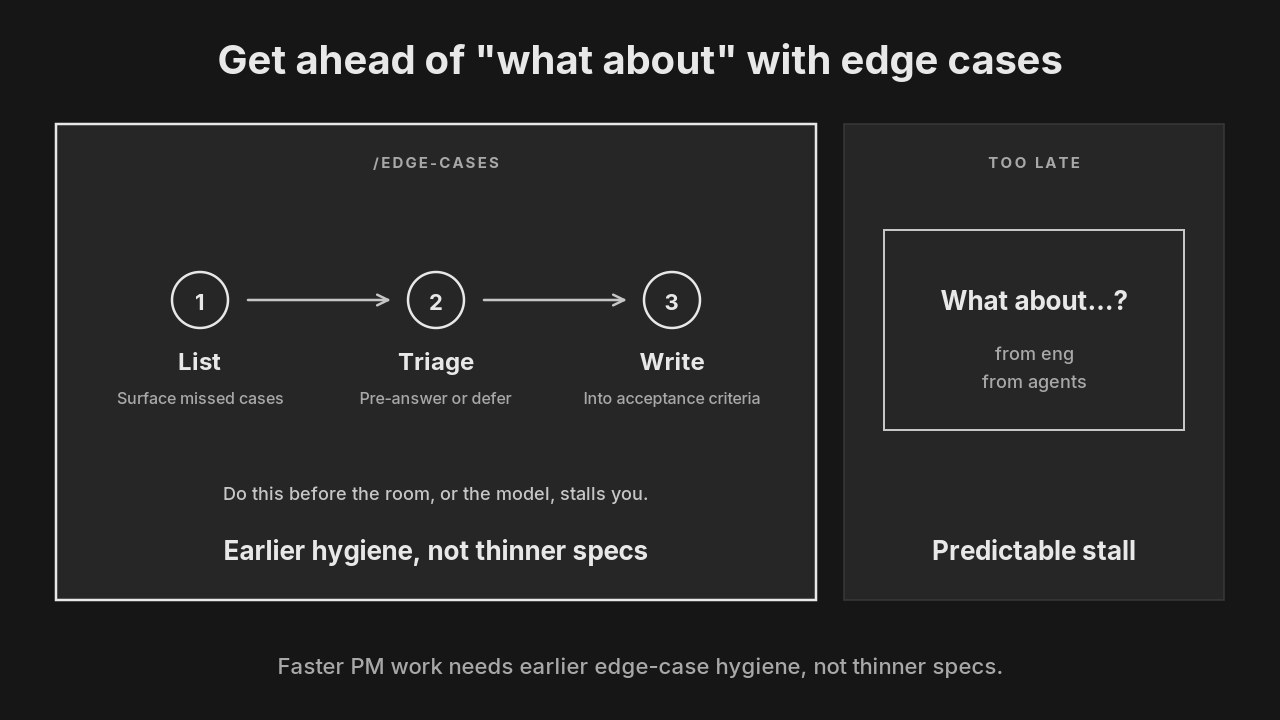 Get ahead of "what about" with edge cases
/EDGE-CASES
1
2
3
List
Triage
Write
Surface missed cases
Pre-answer or defer
Into acceptance criteria
Do this before the room, or the model, stalls you.
Earlier hygiene, not thinner specs
TOO LATE
What about...?
from eng
from agents
Predictable stall
Faster PM work needs earlier edge-case hygiene, not thinner specs.